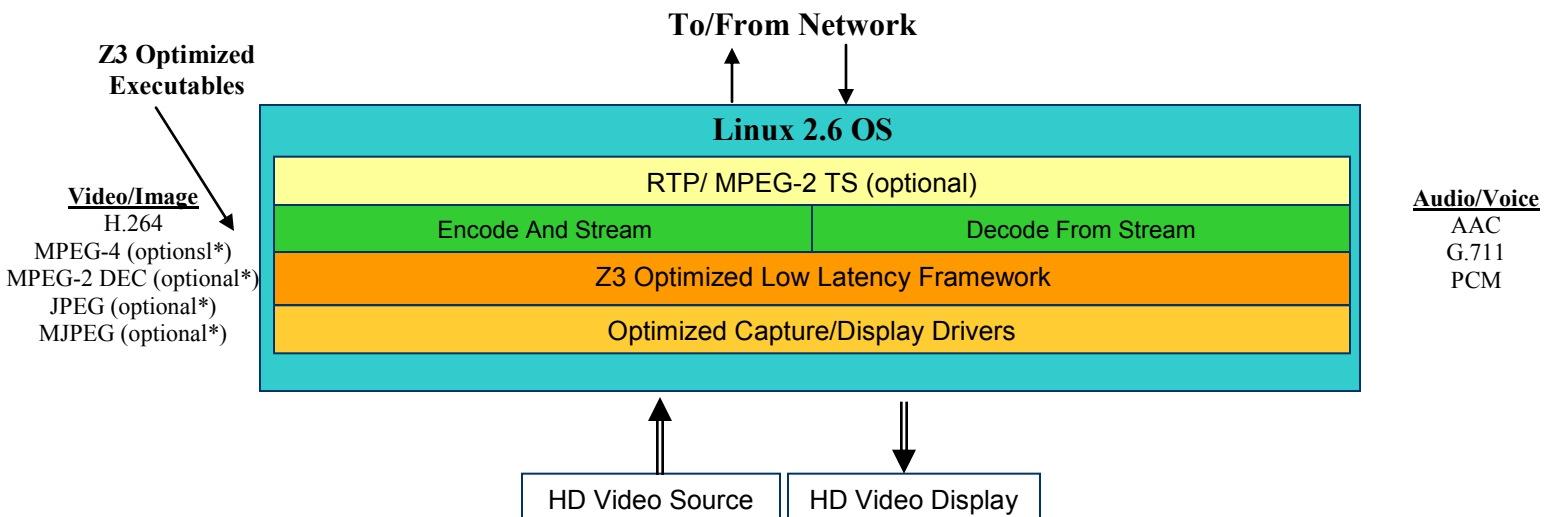 To/From Network
Z3 Optimized
Executables
Linux 2.6 OS
RTP/ MPEG-2 TS (optional)
Video/Image
H.264
MPEG-4 (optionsl*)
MPEG-2 DEC (optional*)
JPEG (optional*)
MJPEG (optional*)
Encode And Stream
Decode From Stream
Z3 Optimized Low Latency Framework
Optimized Capture/Display Drivers
Audio/Voice
AAC
G.711
PCM
HD Video Source
HD Video Display